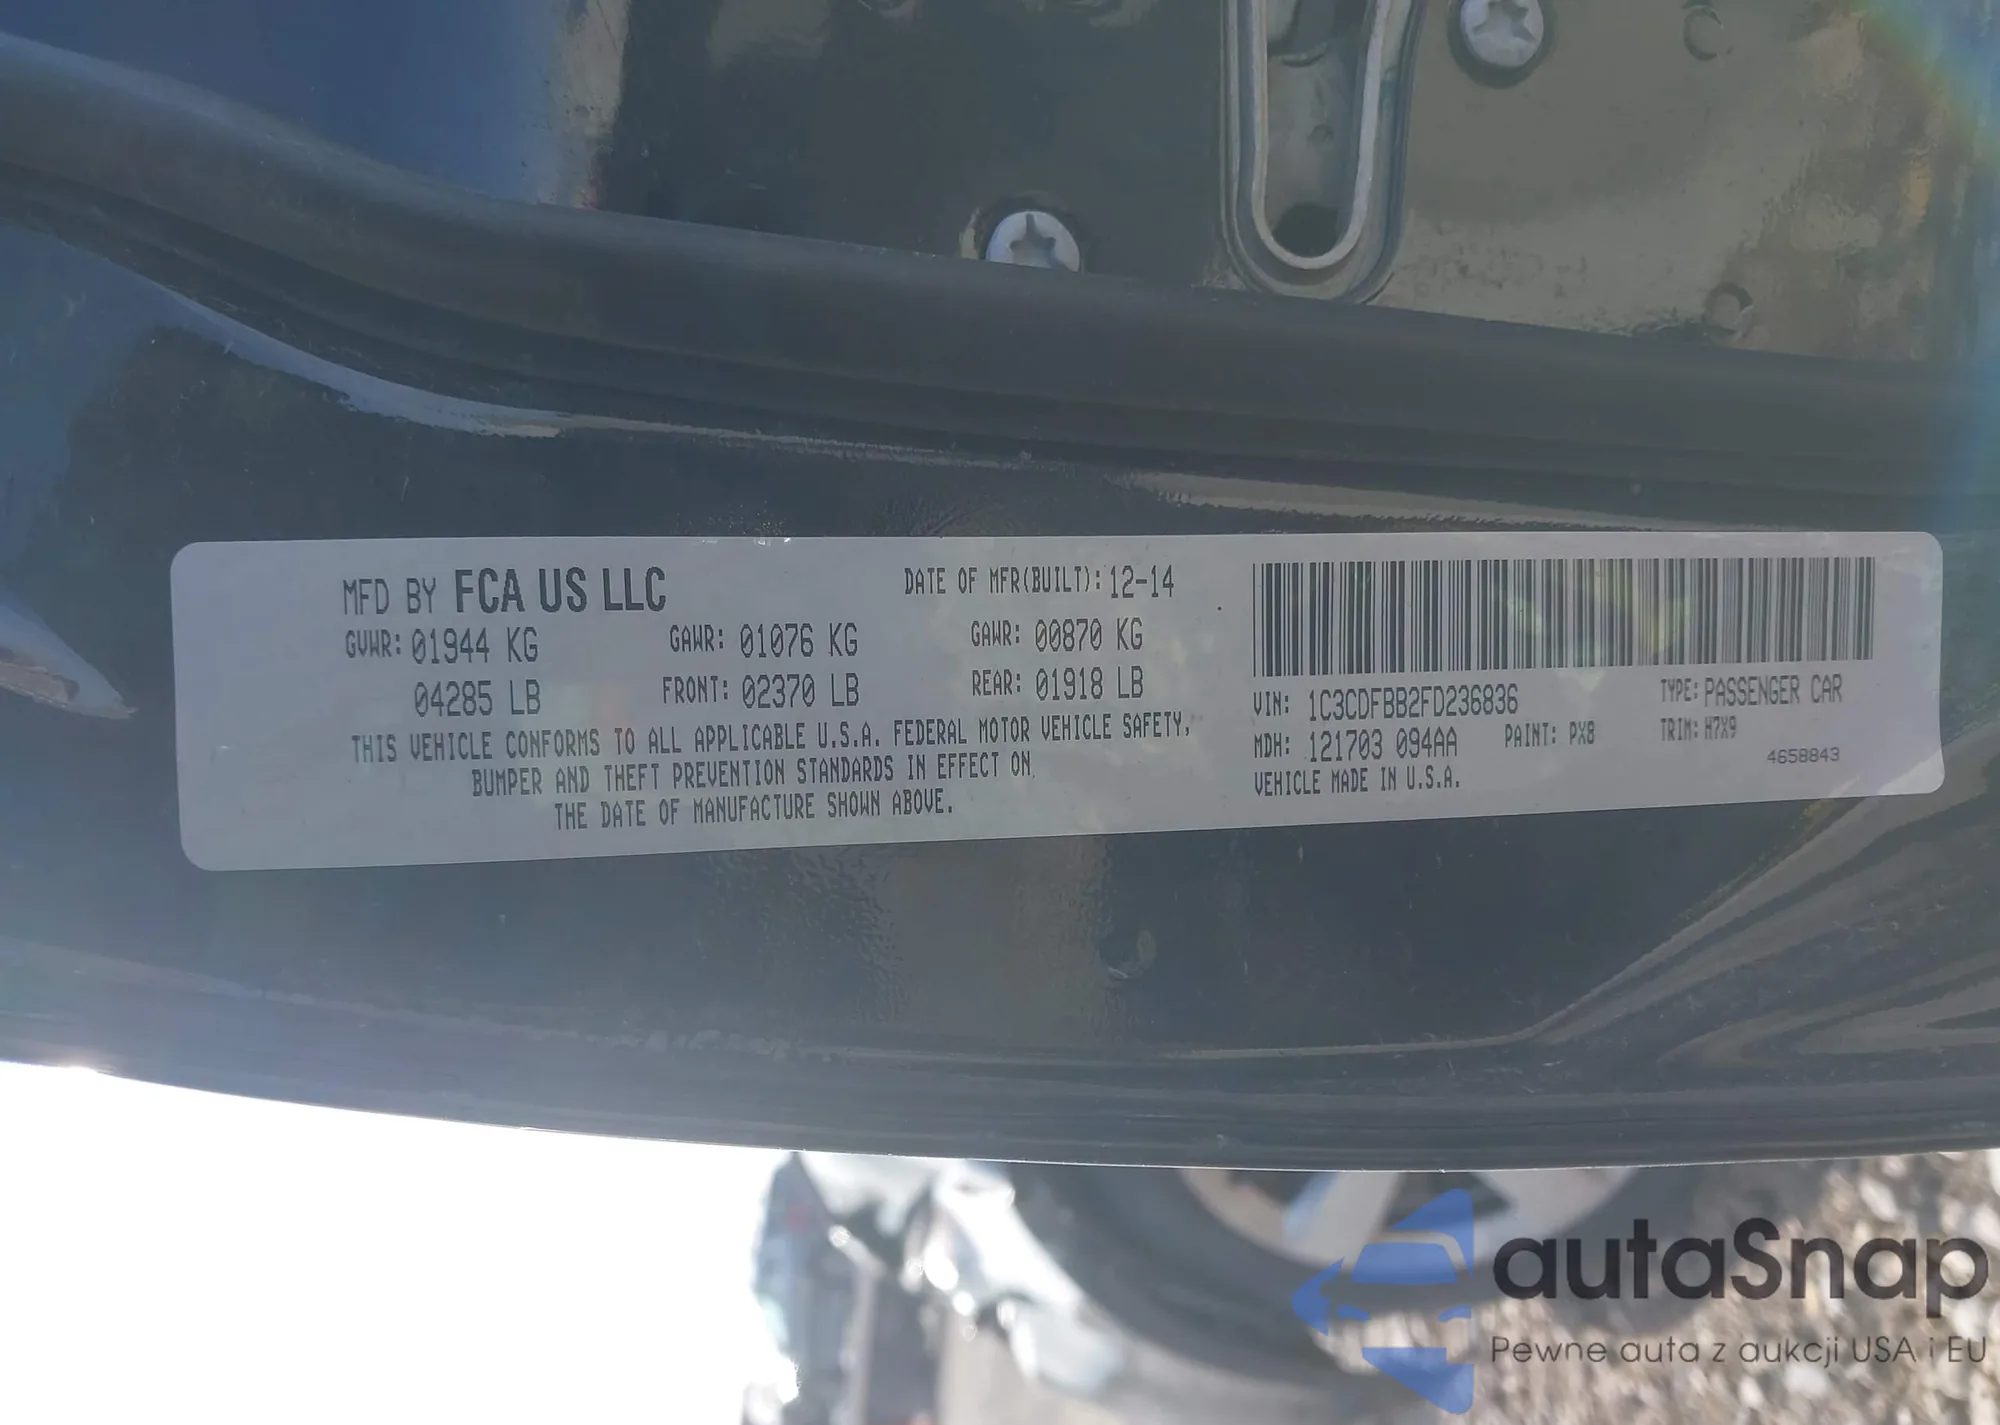 MFD BY FCA US LLC DATE OF MFR(BUILT): 12-14
GVWR: 01944 KG GAWR: 01076 KG GAWR: 00870 KG
04285 LB FRONT: 02370 LB REAR: 01918 LB
THIS VEHICLE CONFORMS TO ALL APPLICABLE U.S.A. FEDERAL MOTOR VEHICLE SAFETY,
BUMPER AND THEFT PREVENTION STANDARDS IN EFFECT ON
THE DATE OF MANUFACTURE SHOWN ABOVE.
VIN: 1C3CDFBB2FD236836 TYPE: PASSENGER CAR
MDH: 121703 094AA PAINT: PX8 TRIM: H7X9
VEHICLE MADE IN U.S.A. 4658843
autaSnap
Pewne auta z aukcji USA i EU